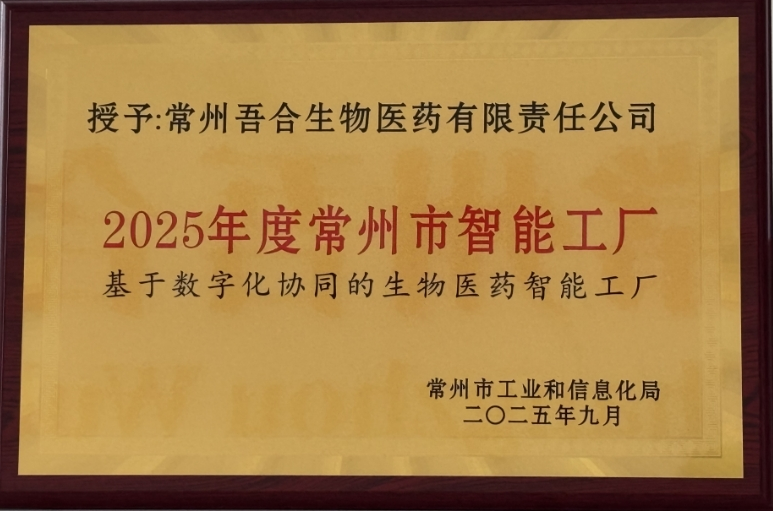 授予:常州吾合生物医药有限责任公司
2025年度常州市智能工厂
基于数字化协同的生物医药智能工厂
常州市工业和信息化局
二〇二五年九月